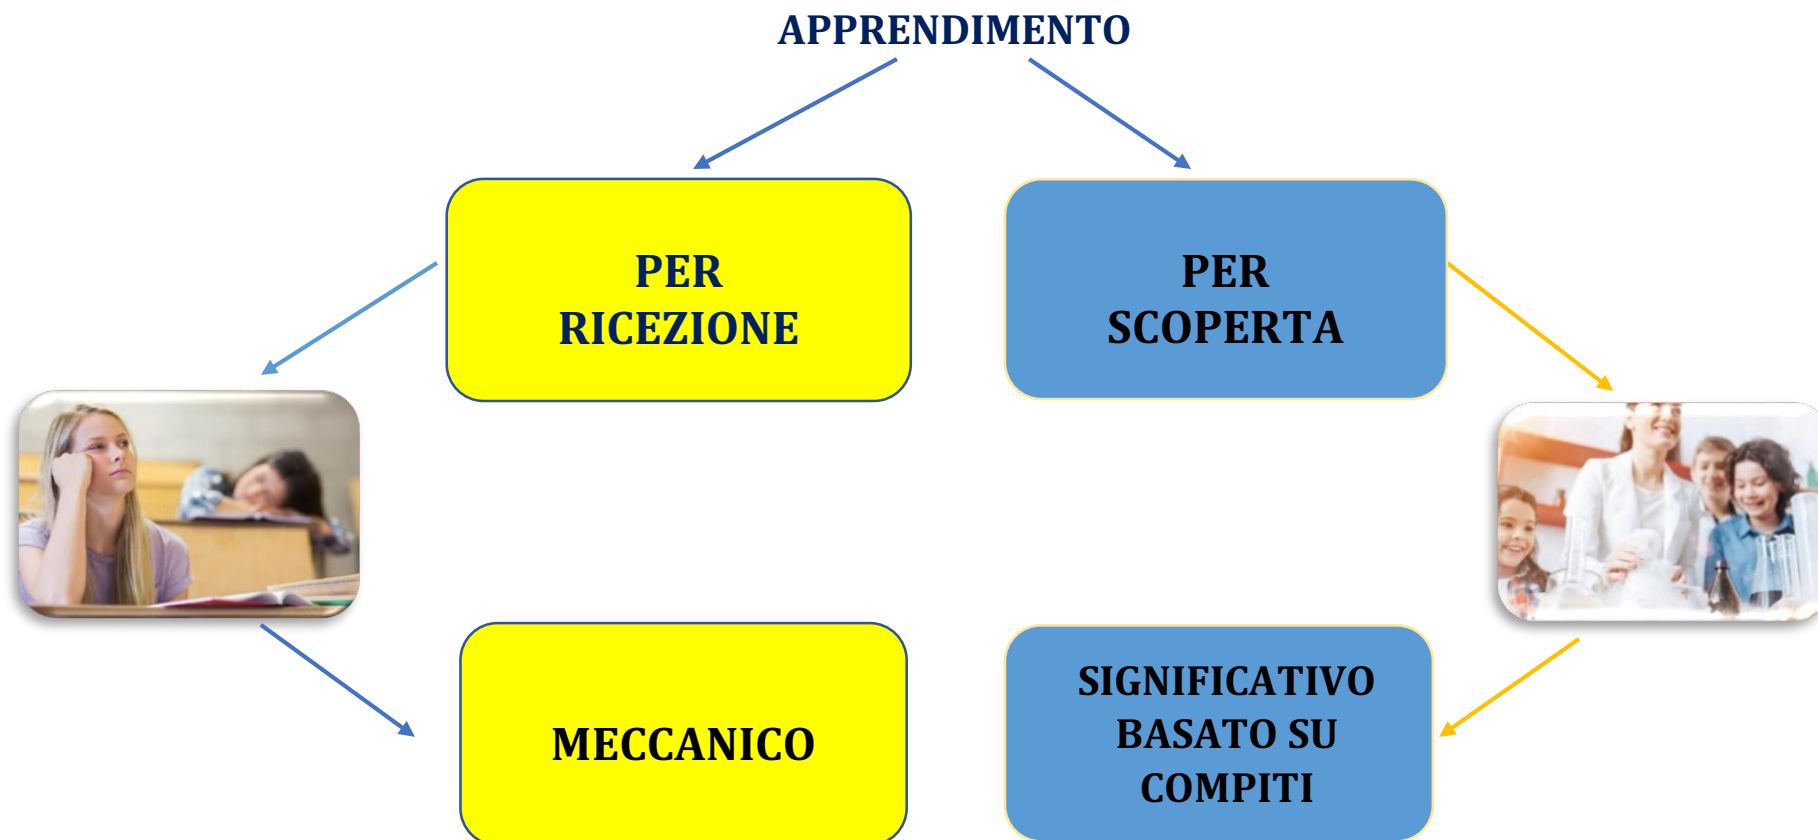 APPRENDIMENTO
PER
RICEZIONE
PER
SCOPERTA
MECCANICO
SIGNIFICATIVO
BASATO SU
COMPITI